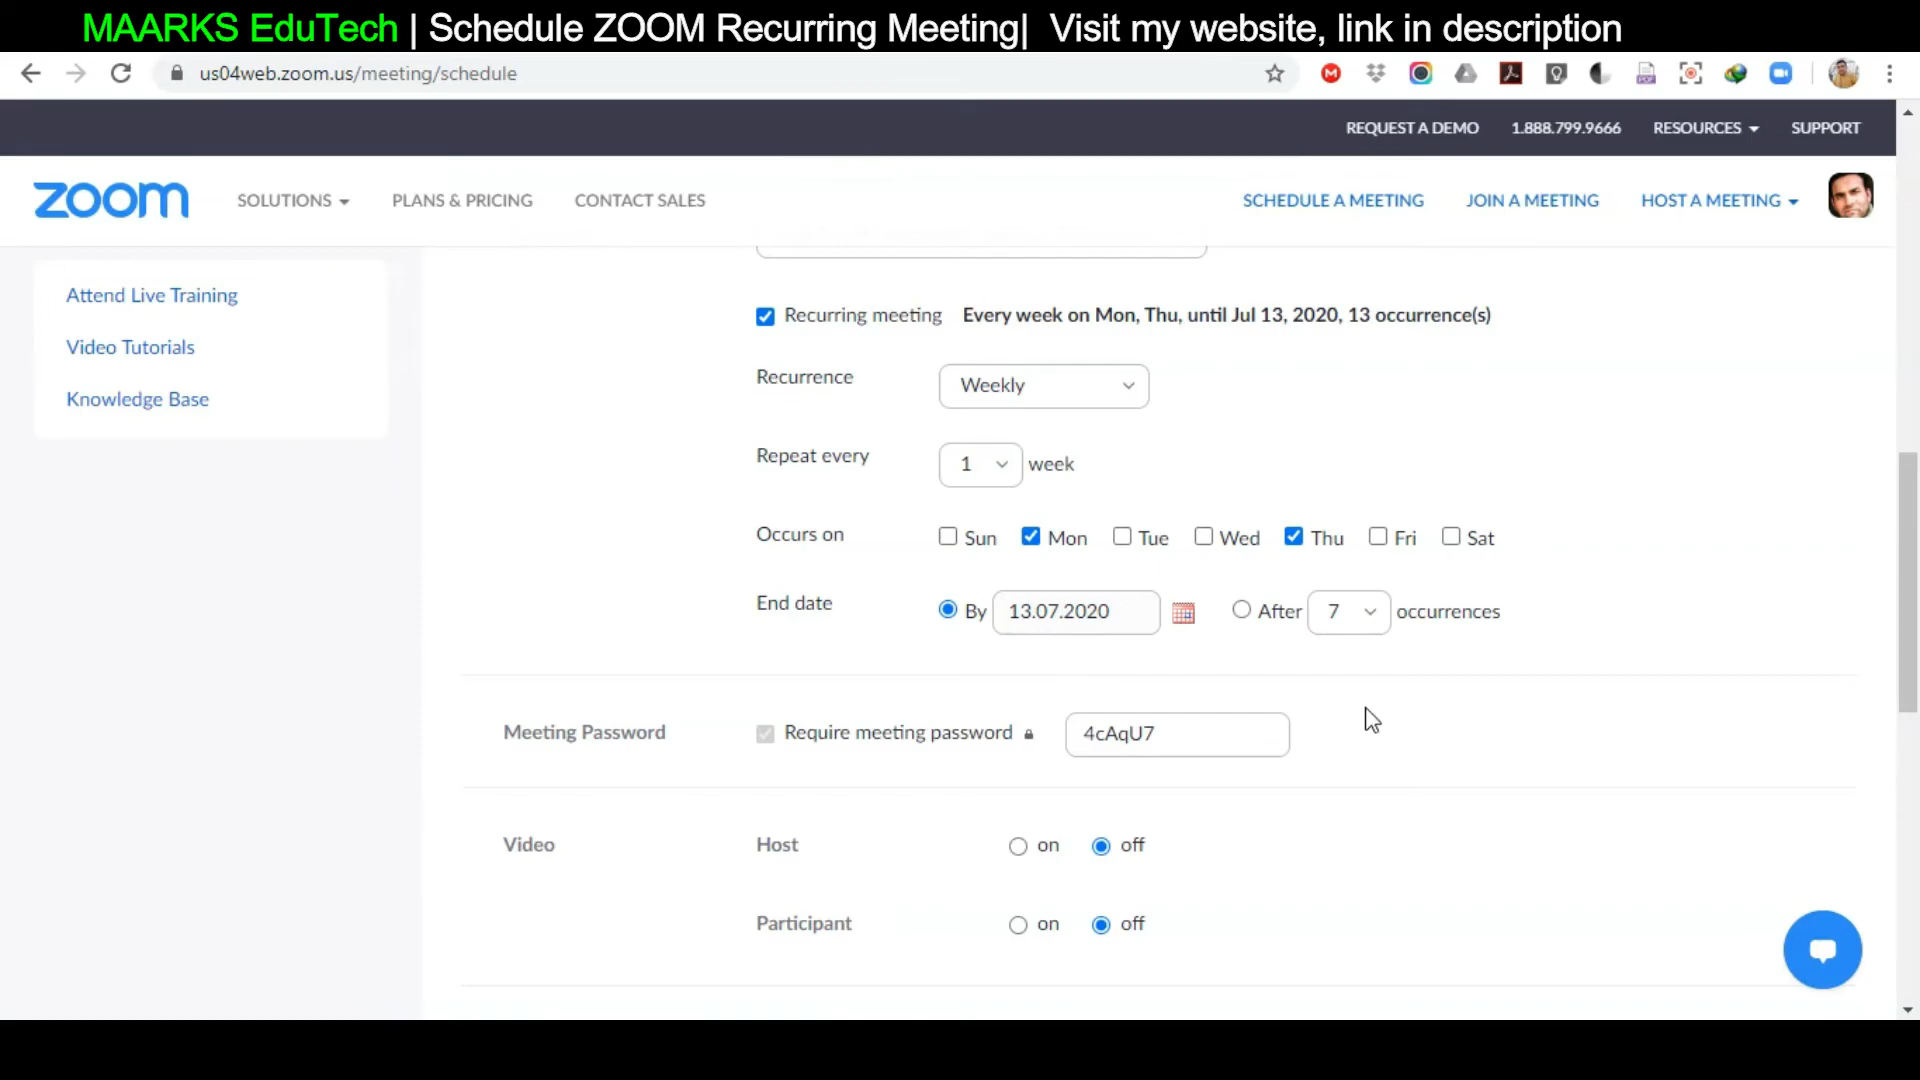 MAARKS EduTech | Schedule ZOOM Recurring Meeting| Visit my website, link in description
us04web.zoom.us/meeting/schedule
REQUEST A DEMO 1.888.799.9666 RESOURCES SUPPORT
zoom SOLUTIONS PLANS & PRICING CONTACT SALES SCHEDULE A MEETING JOIN A MEETING HOST A MEETING
Attend Live Training
Video Tutorials
Knowledge Base
Recurring meeting Every week on Mon, Thu, until Jul 13, 2020, 13 occurrence(s)
Recurrence Weekly
Repeat every 1 week
Occurs on Sun Mon Tue Wed Thu Fri Sat
End date By 13.07.2020 After 7 occurrences
Meeting Password Require meeting password 4cAqU7
Video Host on off
Participant on off